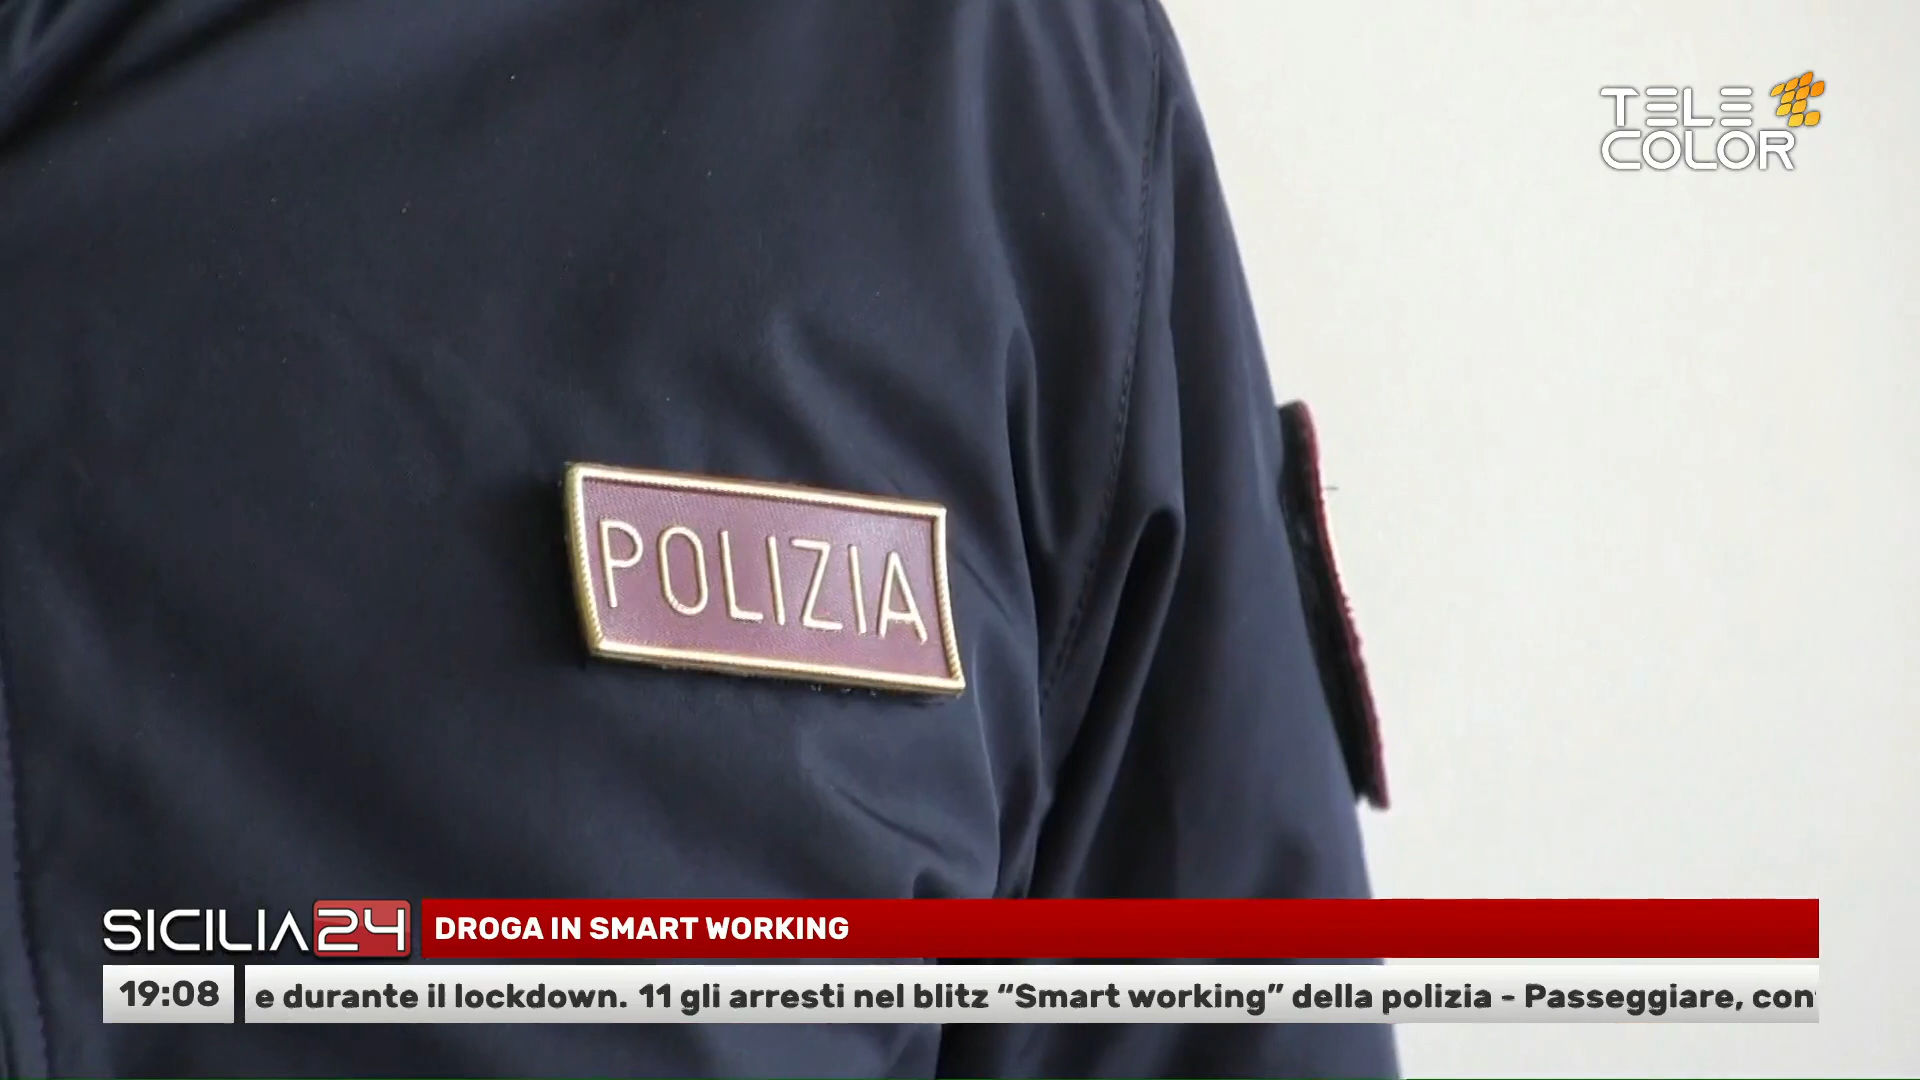 TELE
COLOR
POLIZIA
SICILIA24 DROGA IN SMART WORKING
19:08 e durante il lockdown. 11 gli arresti nel blitz “Smart working” della polizia - Passeggiare, con